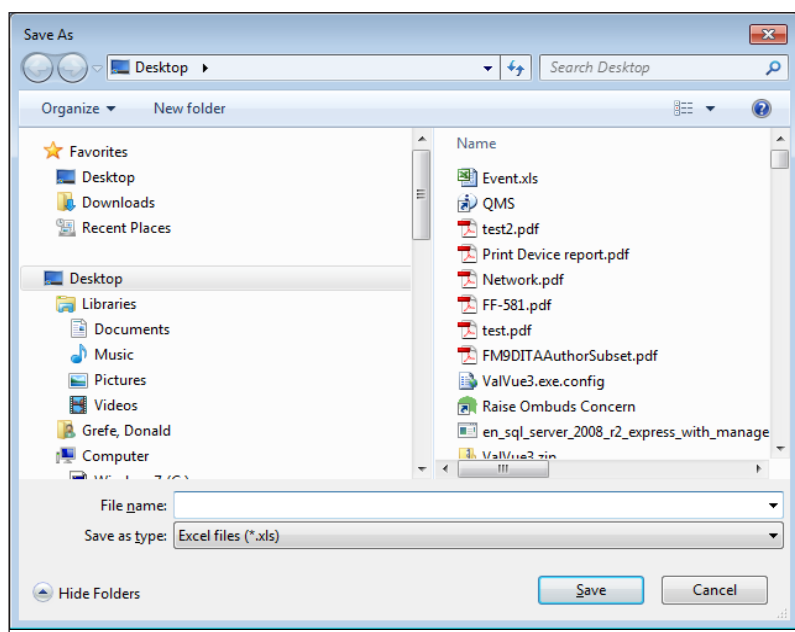 Save As
Desktop
Search Desktop
Organize
New folder
Favorites
Desktop
Downloads
Recent Places
Desktop
Libraries
Documents
Music
Pictures
Videos
Grefe, Donald
Computer
Name
Event.xls
QMS
test2.pdf
Print Device report.pdf
Network.pdf
FF-581.pdf
test.pdf
FM9DITAAuthorSubset.pdf
ValVue3.exe.config
Raise Ombuds Concern
en_sql_server_2008_r2_express_with_manage
ValVue3.zip
File name:
Save as type: Excel files (*.xls)
Hide Folders
Save
Cancel